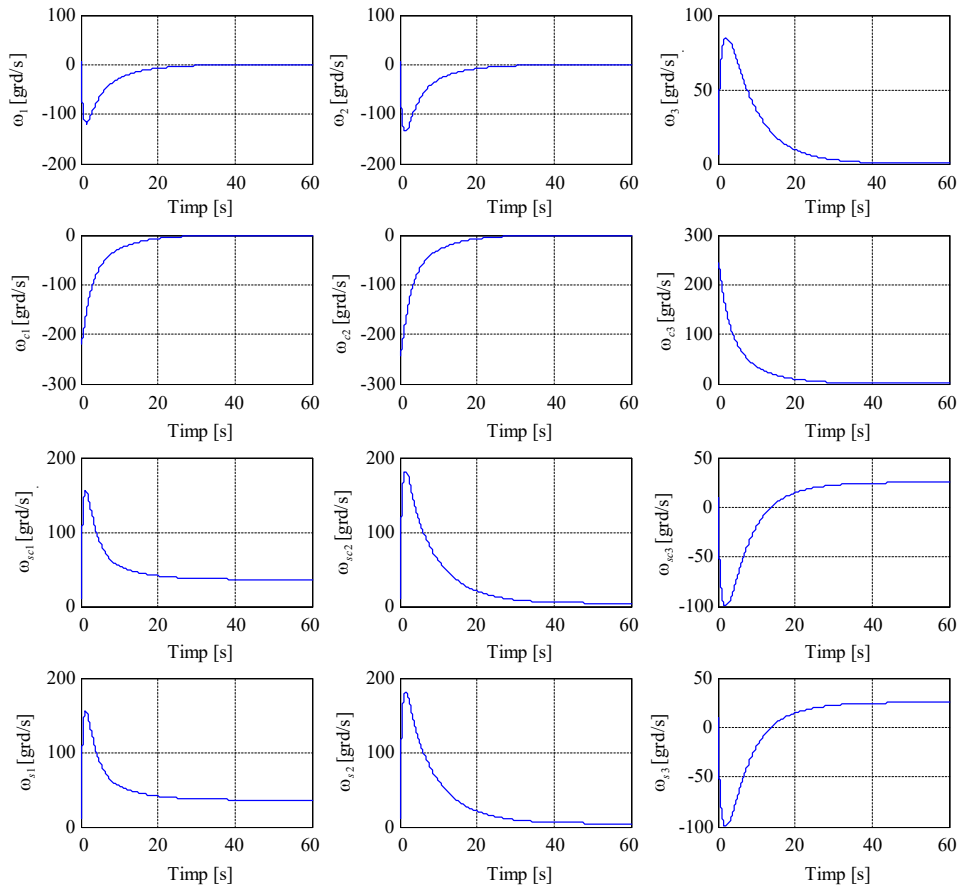 100
0
-100
-200
ω1 [grd/s]
0 20 40 60
Timp [s]
100
0
-100
-200
ω2 [grd/s]
0 20 40 60
Timp [s]
100
50
0
ω3 [grd/s]
0 20 40 60
Timp [s]
0
-100
-200
-300
ωc1 [grd/s]
0 20 40 60
Timp [s]
0
-100
-200
-300
ωc2 [grd/s]
0 20 40 60
Timp [s]
300
200
100
0
ωc3 [grd/s]
0 20 40 60
Timp [s]
200
100
0
ωsc1 [grd/s]
0 20 40 60
Timp [s]
200
100
0
ωsc2 [grd/s]
0 20 40 60
Timp [s]
50
0
-50
-100
ωsc3 [grd/s]
0 20 40 60
Timp [s]
200
100
0
ωs1 [grd/s]
0 20 40 60
Timp [s]
200
100
0
ωs2 [grd/s]
0 20 40 60
Timp [s]
50
0
-50
-100
ωs3 [grd/s]
0 20 40 60
Timp [s]